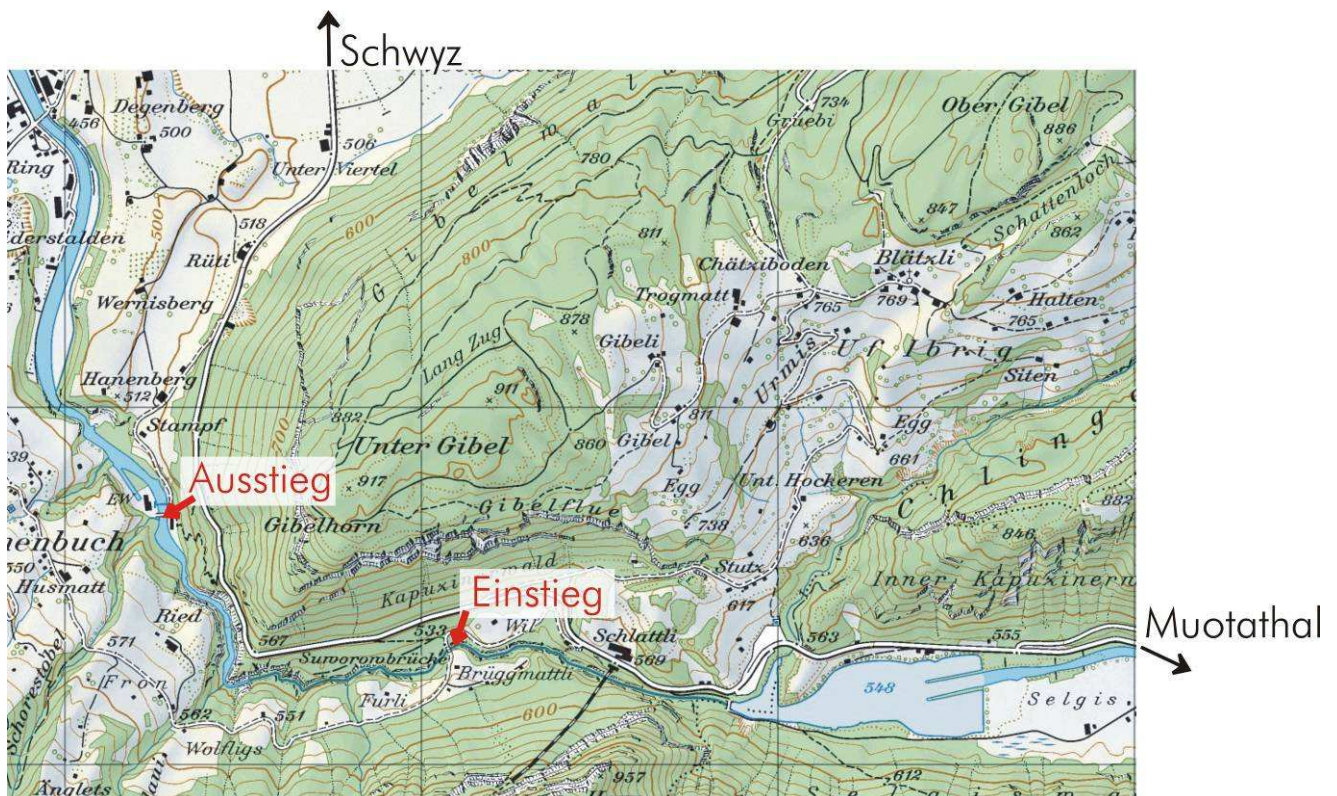 Schwyz
Degenberg
456
500
Ring
506
Unter Viertel
734
Gruebi
Ober Gibel
886
780
Gibelwald
600
500
518
Rüti
847
Schattenloch
862
811
800
Chätziboden
Blätzli
Wernisberg
Trogmatt
765
769
Halten
765
878
Gibeli
Lang Zug
Urmis
Uflbrig
Siten
Hanenberg
512
911
882
811
Stampf
700
Unter Gibel
860
Gibel
Egg
661
Ausstieg
EW
917
Egg
Unt. Hockeren
882
Gibelhorn
Gibelflue
738
846
636
550
Husmatt
Stutz
Inner Kapuzinern
Einstieg
Ried
617
Wil
571
567
533
Schlattli
563
555
Muotathal
Suworowbrücke
569
Brüggmattli
548
Frön
Furli
Selgis
562
551
600
Wolfligs
957
612
Änglets